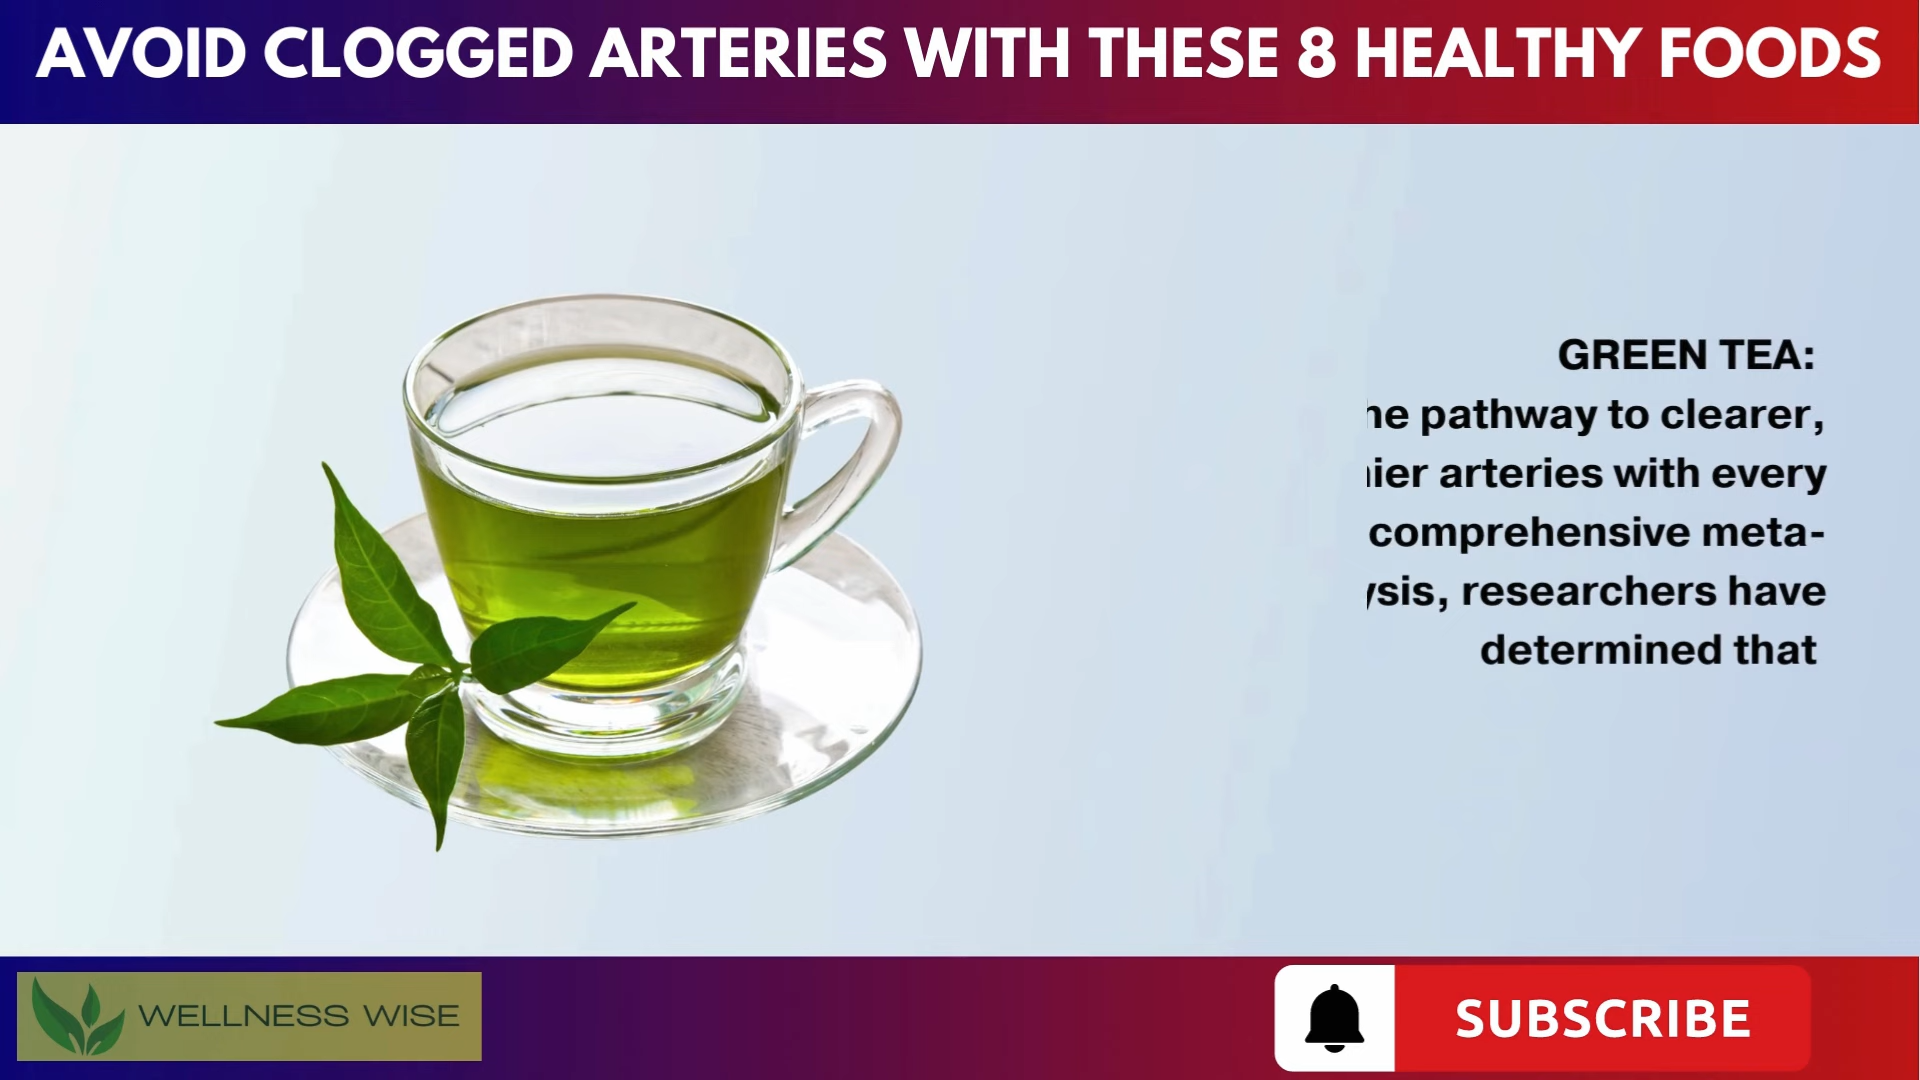 AVOID CLOGGED ARTERIES WITH THESE 8 HEALTHY FOODS
GREEN TEA:
pathway to clearer,
arteries with every
comprehensive meta-
researchers have
determined that
WELLNESS WISE
SUBSCRIBE